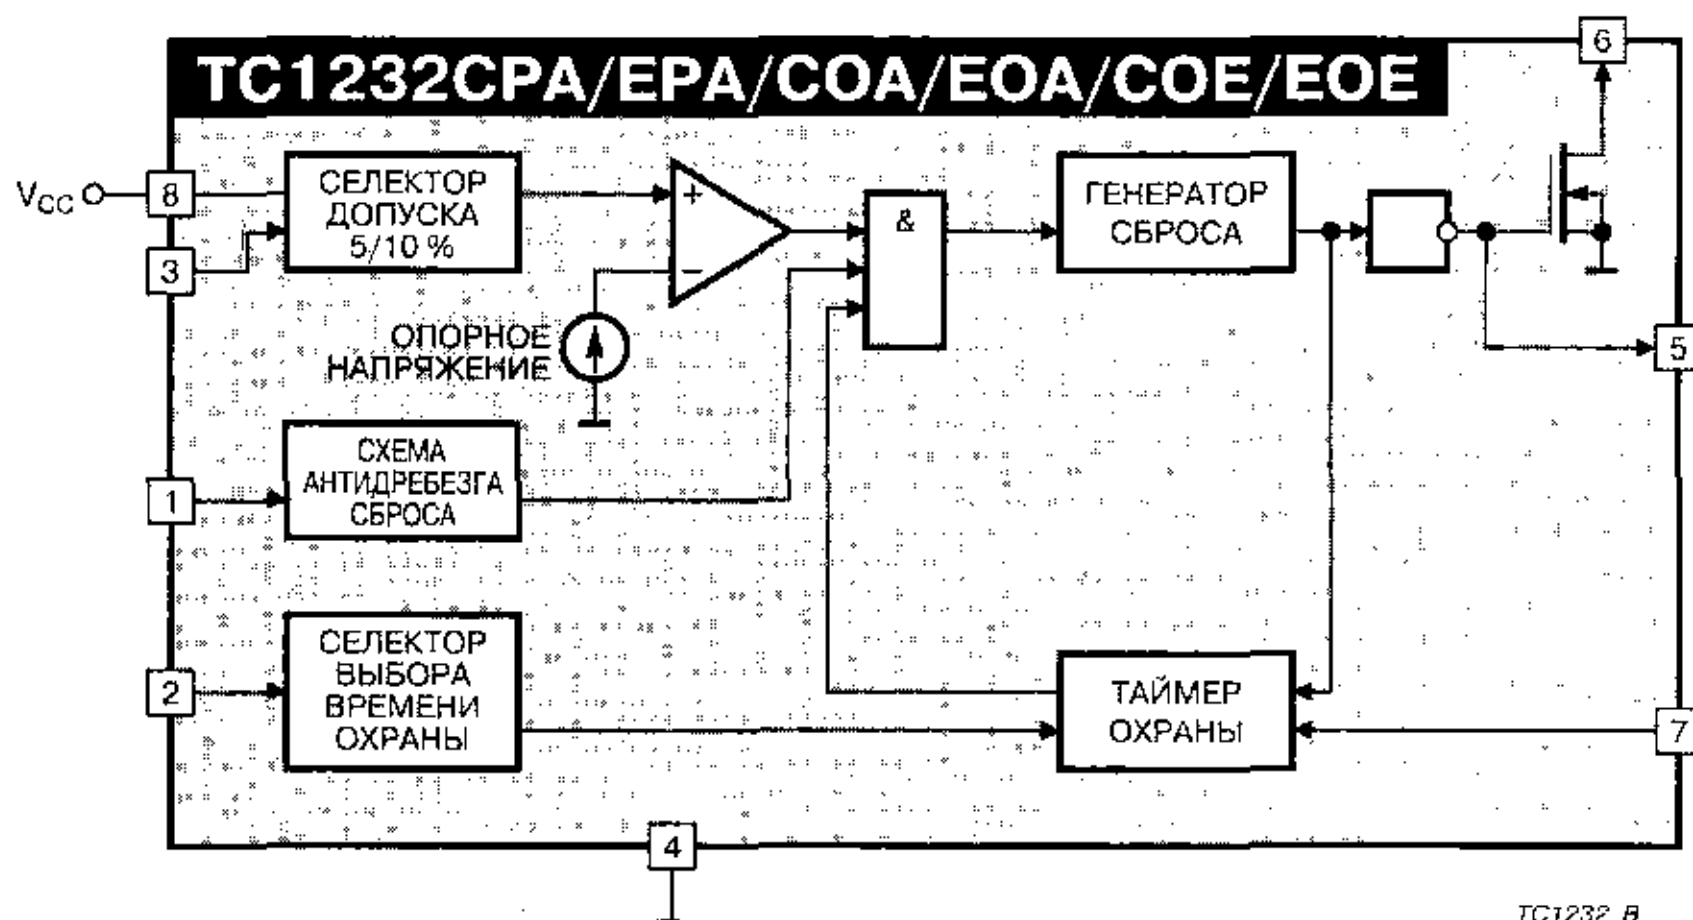 TC1232CPA/EPA/COA/EOA/COE/EOE
6
VCC
8
СЕЛЕКТОР
ДОПУСКА
5/10 %
3
+
−
&
ГЕНЕРАТОР
СБРОСА
ОПОРНОЕ
НАПРЯЖЕНИЕ
5
1
СХЕМА
АНТИДРЕБЕЗГА
СБРОСА
2
СЕЛЕКТОР
ВЫБОРА
ВРЕМЕНИ
ОХРАНЫ
ТАЙМЕР
ОХРАНЫ
7
4
TC1232_B